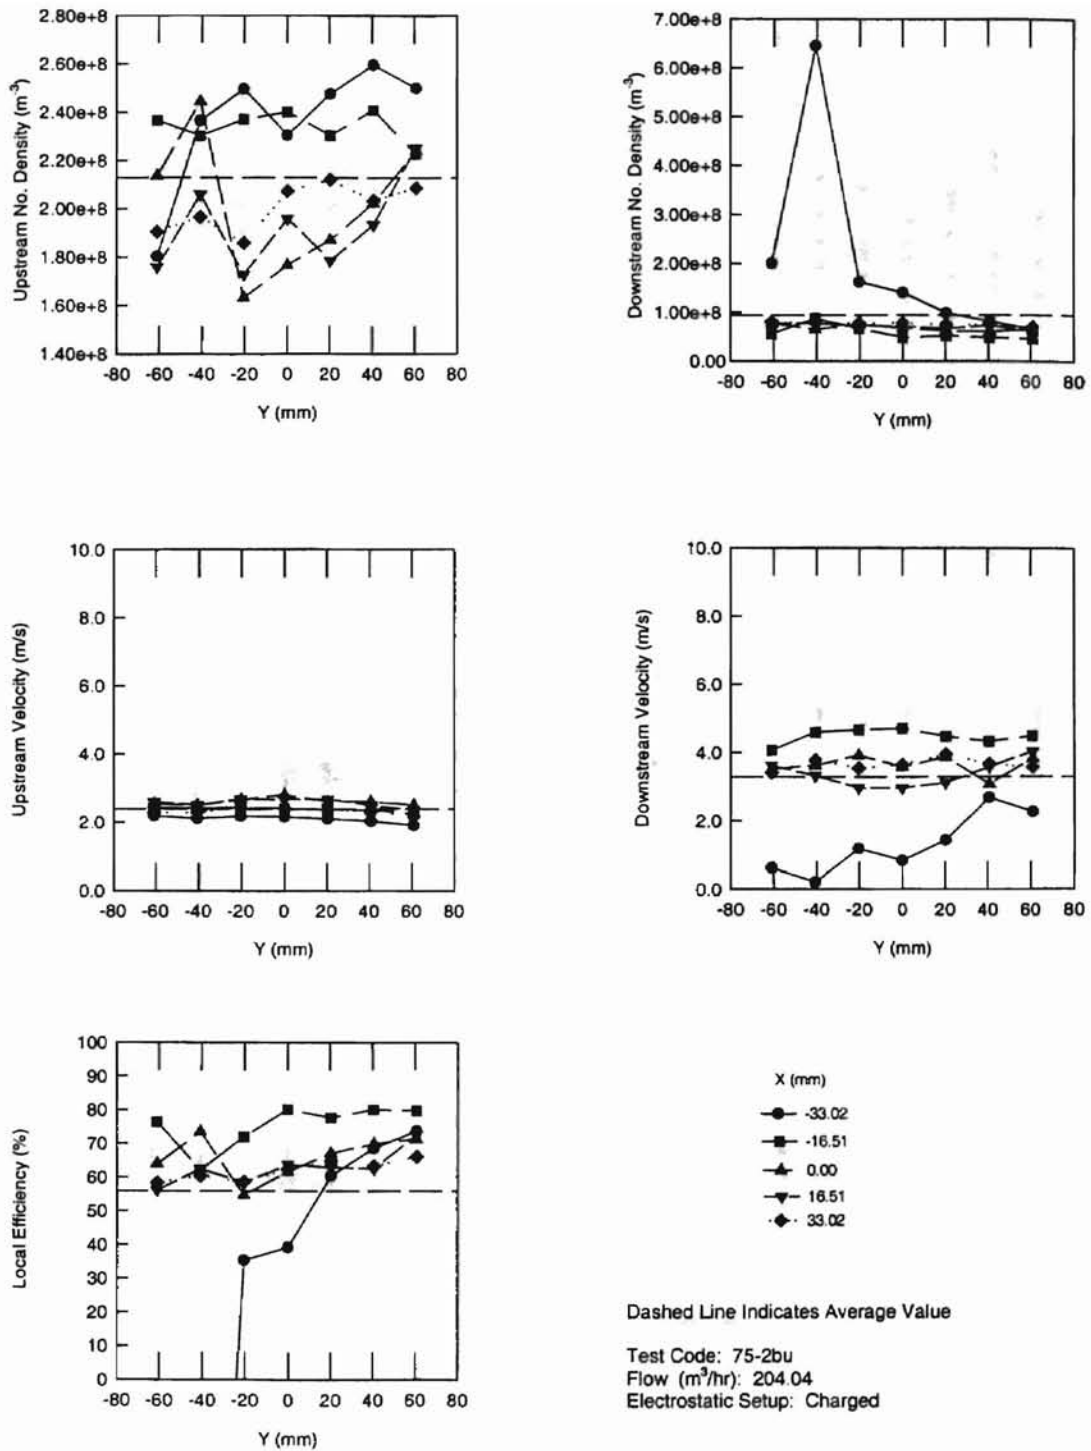 2.80e+8
2.60e+8
2.40e+8
2.20e+8
2.00e+8
1.80e+8
1.60e+8
1.40e+8
Upstream No. Density (m⁻³)
-80 -60 -40 -20 0 20 40 60 80
Y (mm)
7.00e+8
6.00e+8
5.00e+8
4.00e+8
3.00e+8
2.00e+8
1.00e+8
0.00
Downstream No. Density (m⁻³)
-80 -60 -40 -20 0 20 40 60 80
Y (mm)
10.0
8.0
6.0
4.0
2.0
0.0
Upstream Velocity (m/s)
-80 -60 -40 -20 0 20 40 60 80
Y (mm)
10.0
8.0
6.0
4.0
2.0
0.0
Downstream Velocity (m/s)
-80 -60 -40 -20 0 20 40 60 80
Y (mm)
100
90
80
70
60
50
40
30
20
10
0
Local Efficiency (%)
-80 -60 -40 -20 0 20 40 60 80
Y (mm)
X (mm)
-33.02
-16.51
0.00
16.51
33.02
Dashed Line Indicates Average Value
Test Code: 75-2bu
Flow (m³/hr): 204.04
Electrostatic Setup: Charged